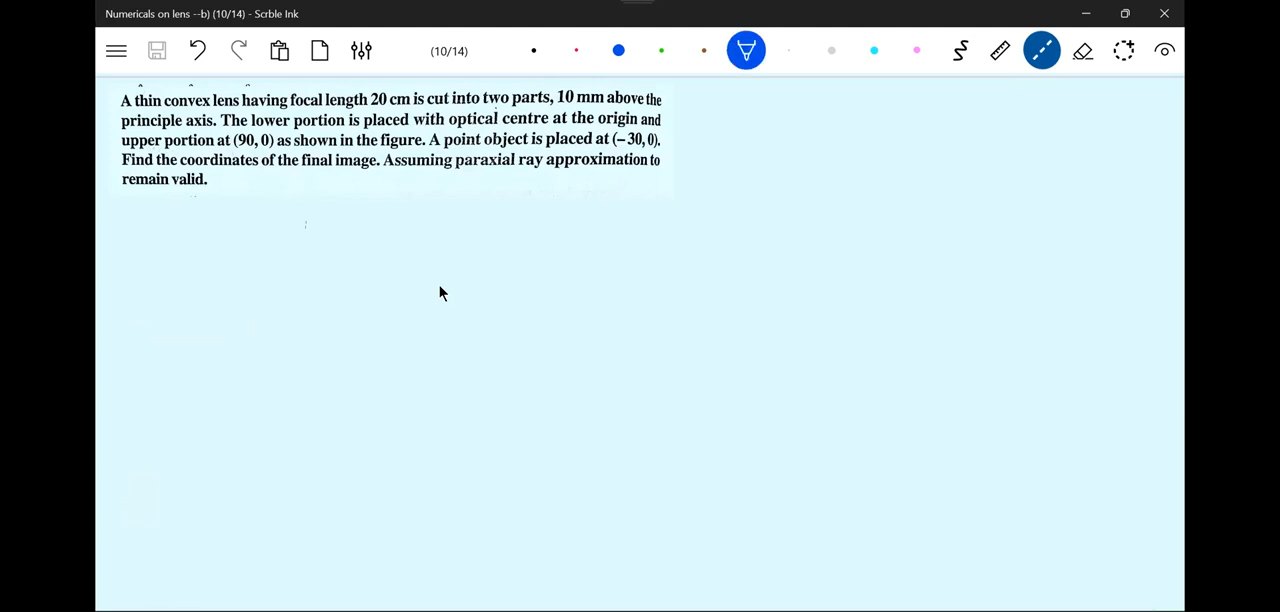 Numericals on lens --b) (10/14) - Scrble Ink
(10/14)
A thin convex lens having focal length 20 cm is cut into two parts, 10 mm above the
principle axis. The lower portion is placed with optical centre at the origin and
upper portion at (90, 0) as shown in the figure. A point object is placed at (– 30, 0).
Find the coordinates of the final image. Assuming paraxial ray approximation to
remain valid.